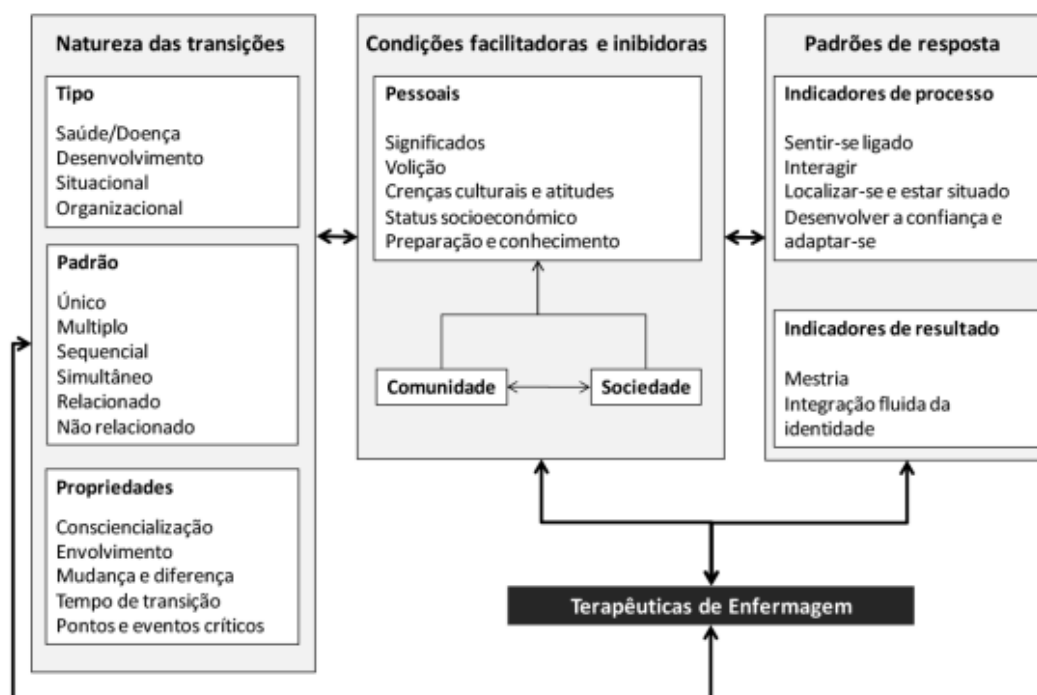 Natureza das transições
Tipo
Saúde/Doença
Desenvolvimento
Situacional
Organizacional
Padrão
Único
Multiplo
Sequencial
Simultâneo
Relacionado
Não relacionado
Propriedades
Consciencialização
Envolvimento
Mudança e diferença
Tempo de transição
Pontos e eventos críticos
Condições facilitadoras e inibidoras
Pessoais
Significados
Volição
Crenças culturais e atitudes
Status socioeconómico
Preparação e conhecimento
Comunidade
Sociedade
Padrões de resposta
Indicadores de processo
Sentir-se ligado
Interagir
Localizar-se e estar situado
Desenvolver a confiança e
adaptar-se
Indicadores de resultado
Mestria
Integração fluida da
identidade
Terapêuticas de Enfermagem